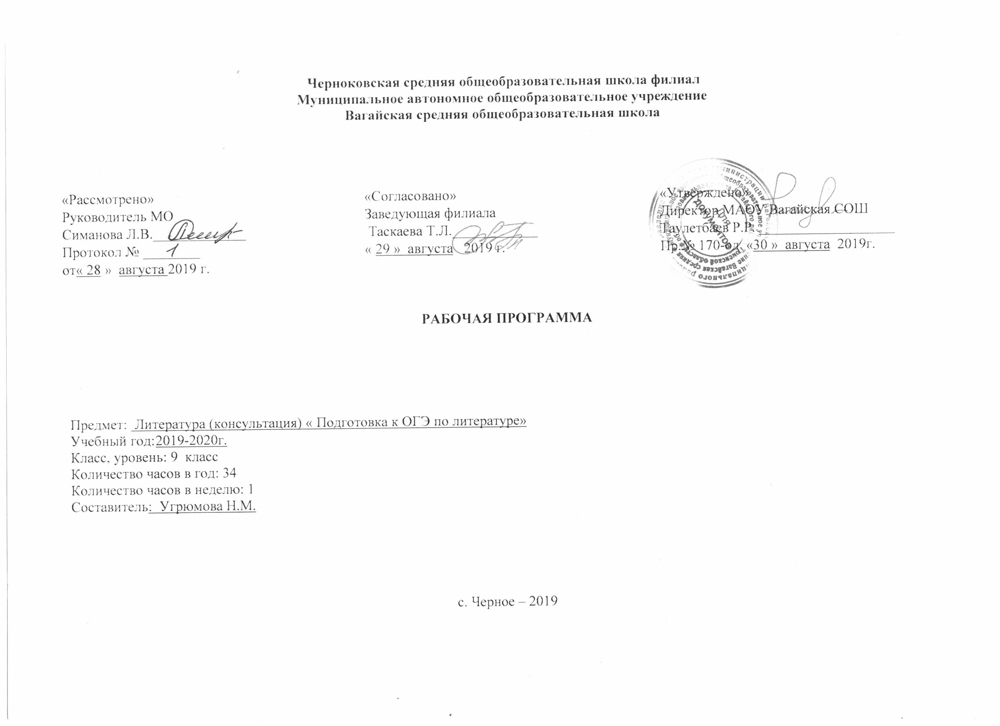 Черноковская средняя общеобразовательная школа филиал
Муниципальное автономное общеобразовательное учреждение
Вагайская средняя общеобразовательная школа
«Рассмотрено»
Руководитель МО
Симанова Л.В.
Протокол № 1
от« 28 » августа 2019 г.
«Согласовано»
Заведующая филиала
Таскаева Т.Л.
« 29 » августа 2019 г.
«Утверждено»
Директор МАОУ Вагайская СОШ
Таулетбаев Р.Р.
Пр.№ 170-од «30 » августа 2019г.
Для
документов
РАБОЧАЯ ПРОГРАММА
Предмет: Литература (консультация) « Подготовка к ОГЭ по литературе»
Учебный год:2019-2020г.
Класс, уровень: 9 класс
Количество часов в год: 34
Количество часов в неделю: 1
Составитель: Угрюмова Н.М.
с. Черное – 2019